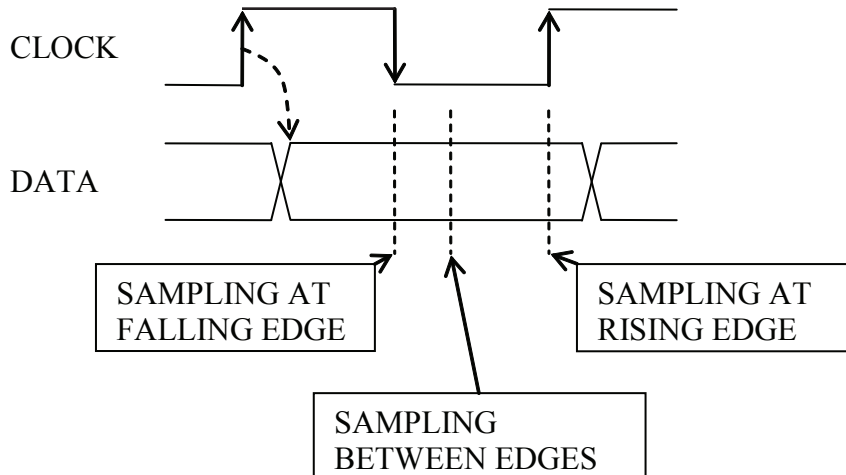 CLOCK
DATA
SAMPLING AT
FALLING EDGE
SAMPLING AT
RISING EDGE
SAMPLING
BETWEEN EDGES